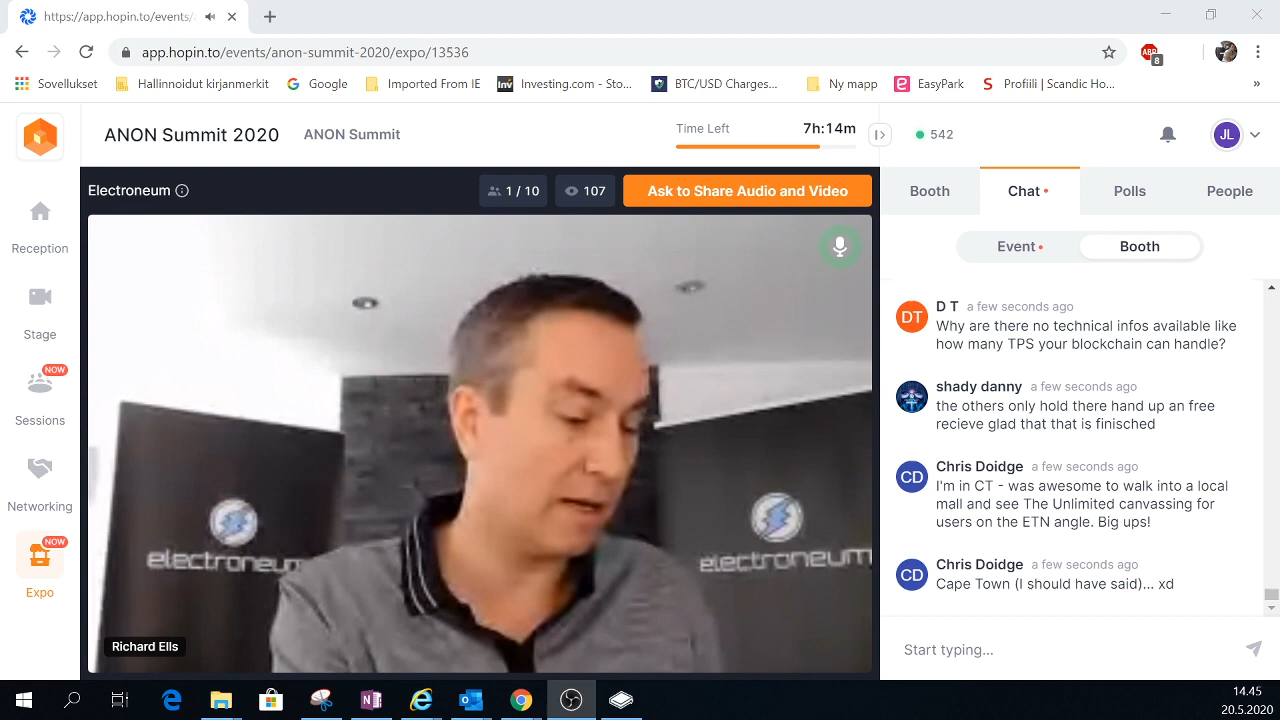 https://app.hopin.to/events/
app.hopin.to/events/anon-summit-2020/expo/13536
ABP
8
Sovellukset
Hallinnoidut kirjanmerkit
Google
Imported From IE
Inv
Investing.com - Sto...
BTC/USD Charges...
Ny mapp
EasyPark
S
Profiili | Scandic Ho...
»
ANON Summit 2020
ANON Summit
Time Left
7h:14m
542
JL
Electroneum
1 / 10
107
Ask to Share Audio and Video
Booth
Chat
Polls
People
Event
Booth
Reception
Stage
NOW
Sessions
Networking
NOW
Expo
electroneum
electroneum
Richard Ells
DT
D T a few seconds ago
Why are there no technical infos available like
how many TPS your blockchain can handle?
shady danny a few seconds ago
the others only hold there hand up an free
recieve glad that that is finisched
CD
Chris Doidge a few seconds ago
I'm in CT - was awesome to walk into a local
mall and see The Unlimited canvassing for
users on the ETN angle. Big ups!
CD
Chris Doidge a few seconds ago
Cape Town (I should have said)... xd
Start typing...
14.45
20.5.2020